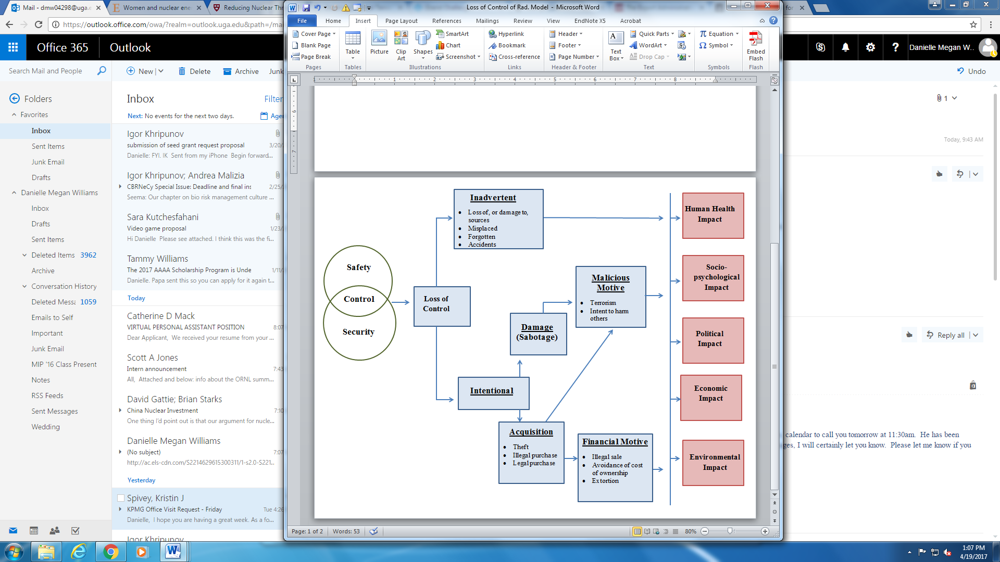 Mail - dmw04298@uga.e
Women and nuclear ene
Reducing Nuclear Thr
for
https://outlook.office.com/owa/?realm=outlook.uga.edu&path=/mai
Office 365
Outlook
Danielle Megan W..
Search Mail and People
New
Delete
Archive
Junk
Undo
Folders
Favorites
Inbox
Sent Items
Junk Email
Drafts
Danielle Megan Williams
Inbox
Drafts
Sent Items
Deleted Items 3962
Archive
Conversation History
Deleted Messa 1059
Emails to Self
Important
Junk Email
MIP '16 Class Present
Notes
RSS Feeds
Sent Messages
Wedding
Inbox
Filter
Next: No events for the next two days.
Agen
Igor Khripunov
submission of seed grant request proposal 3/20/
Danielle: FYI. IK Sent from my iPhone Begin forward...
Igor Khripunov; Andrea Malizia
CBRNeCy Special Issue: Deadline and final ins 2/25/
Seema: Our chapter on bio risk management culture ...
Sara Kutchesfahani
Video game proposal 1/23/
Hi Danielle Please see attached. I think this was the fi...
Tammy Williams
The 2017 AAAA Scholarship Program is Unde 1/11/
Danielle. Papa sent this so you can apply for it again t...
Today
Catherine D Mack
VIRTUAL PERSONAL ASSISTANT POSITION 8:07
Dear Applicant, We received your resume from your ...
Scott A Jones
Intern announcement 7:43
All, Attached and below: info about the ORNL summ...
David Gattie; Brian Starks
China Nuclear Investment 7:10
One thing I'd point out is that our argument for nucle...
Danielle Megan Williams
(No subject) 7:07
http://ac.els-cdn.com/S2214629615300311/1-s2.0-S221...
Yesterday
Spivey, Kristin J
KPMG Office Visit Request - Friday Tue 4:26
Danielle, I hope you are having a great week. As a fo...
Igor Khripunov
Loss of Control of Rad. Model - Microsoft Word
File
Home
Insert
Page Layout
References
Mailings
Review
View
EndNote X5
Acrobat
Cover Page
Blank Page
Page Break
Pages
Table
Tables
Picture
Clip
Art
Shapes
SmartArt
Chart
Screenshot
Illustrations
Hyperlink
Bookmark
Cross-reference
Links
Header
Footer
Page Number
Header & Footer
Text
Box
Quick Parts
WordArt
Drop Cap
Text
Equation
Symbol
Symbols
Embed
Flash
Flash
1 1 2 3 4 5 6 7 8
6
7
Safety
Control
Security
Loss of
Control
Inadvertent
• Loss of, or damage to,
sources
• Misplaced
• Forgotten
• Accidents
Intentional
Damage
(Sabotage)
Malicious
Motive
• Terrorism
• Intent to harm
others
Acquisition
• Theft
• Illegal purchase
• Legal purchase
Financial Motive
• Illegal sale
• Avoidance of cost
of ownership
• Extortion
Human Health
Impact
Socio-
psychological
Impact
Political
Impact
Economic
Impact
Environmental
Impact
Page: 1 of 2
Words: 53
80%
1
Today, 9:43 AM
Reply all
calendar to call you tomorrow at 11:30am. He has been
ges, I will certainly let you know. Please let me know if you
1:07 PM
4/19/2017